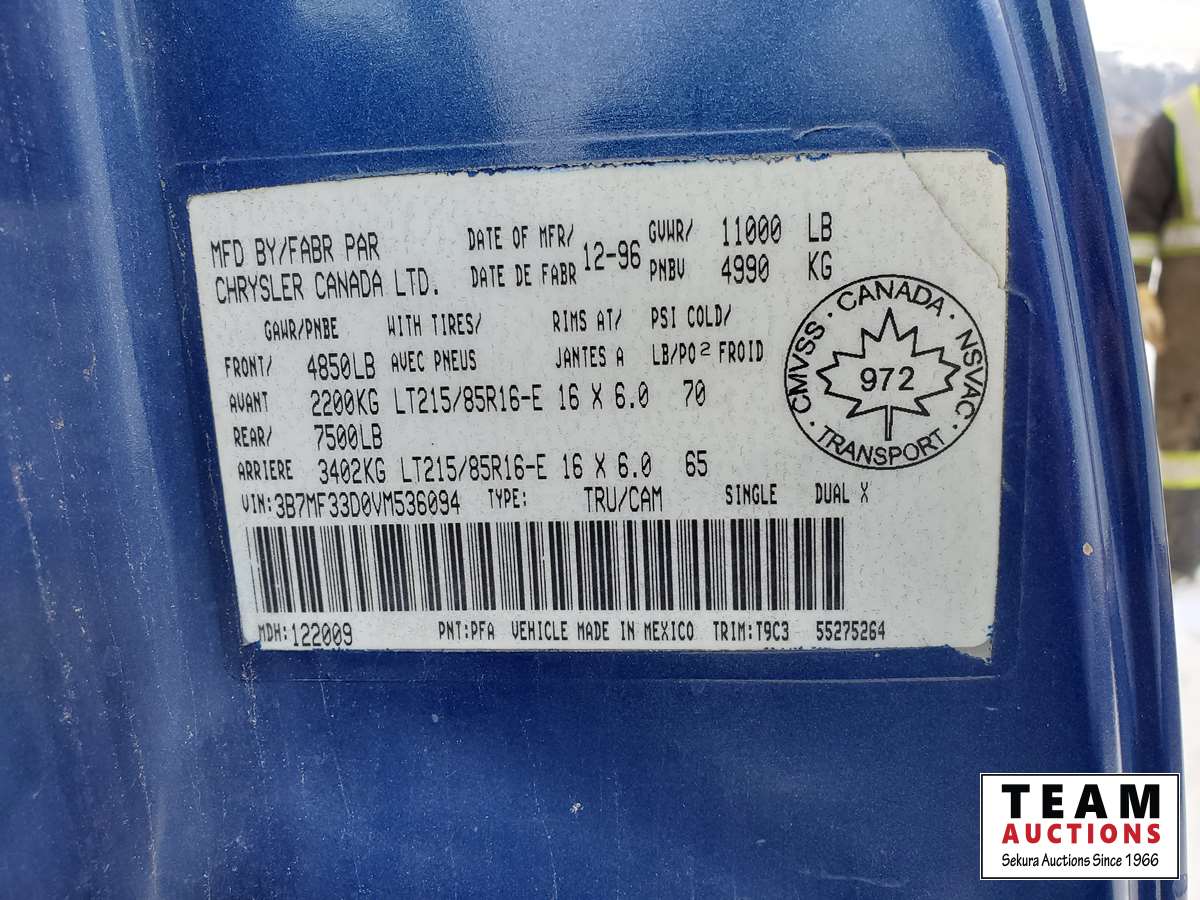 MFD BY/FABR PAR DATE OF MFR/ 12-96 GVWR/ 11000 LB
CHRYSLER CANADA LTD. DATE DE FABR PNBV 4990 KG
GAWR/PNBE WITH TIRES/ RIMS AT/ PSI COLD/
FRONT/ 4850LB AVEC PNEUS JANTES A LB/PO² FROID
AVANT 2200KG LT215/85R16-E 16 X 6.0 70
REAR/ 7500LB
ARRIERE 3402KG LT215/85R16-E 16 X 6.0 65
VIN:3B7MF33D0VM536094 TYPE: TRU/CAM SINGLE DUAL X
MDH:122009 PNT:PFA VEHICLE MADE IN MEXICO TRIM:T9C3 55275264
CMVSS · CANADA · NSVAC · TRANSPORT ·
972
TEAM
AUCTIONS
Sekura Auctions Since 1966